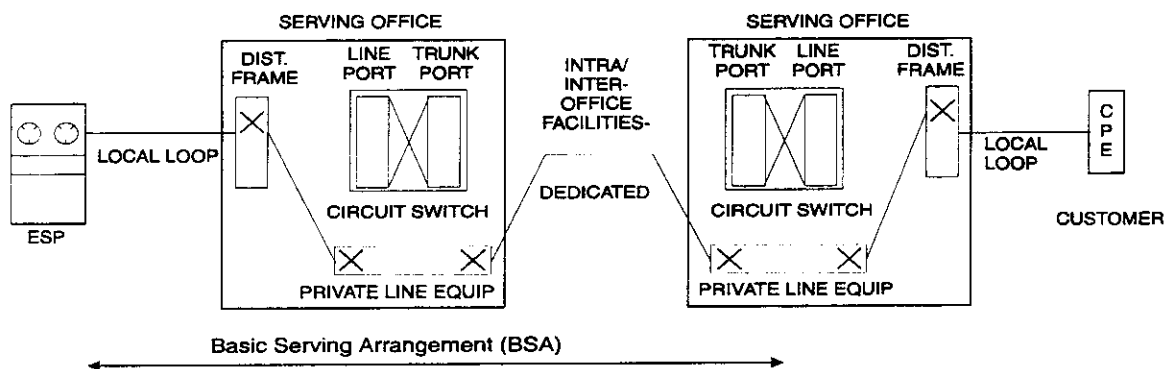 SERVING OFFICE
DIST.
FRAME
LINE
PORT
TRUNK
PORT
CIRCUIT SWITCH
PRIVATE LINE EQUIP
ESP
LOCAL LOOP
INTRA/
INTER-
OFFICE
FACILITIES-
DEDICATED
SERVING OFFICE
TRUNK
PORT
LINE
PORT
DIST.
FRAME
CIRCUIT SWITCH
PRIVATE LINE EQUIP
LOCAL
LOOP
C
P
E
CUSTOMER
Basic Serving Arrangement (BSA)